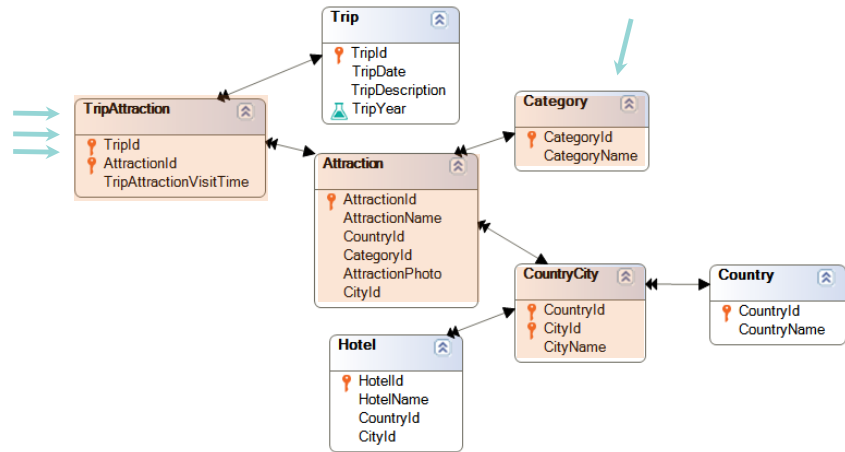 Trip
TripId
TripDate
TripDescription
TripYear
TripAttraction
TripId
AttractionId
TripAttractionVisitTime
Category
CategoryId
CategoryName
Attraction
AttractionId
AttractionName
CountryId
CategoryId
AttractionPhoto
CityId
CountryCity
CountryId
CityId
CityName
Country
CountryId
CountryName
Hotel
HotelId
HotelName
CountryId
CityId